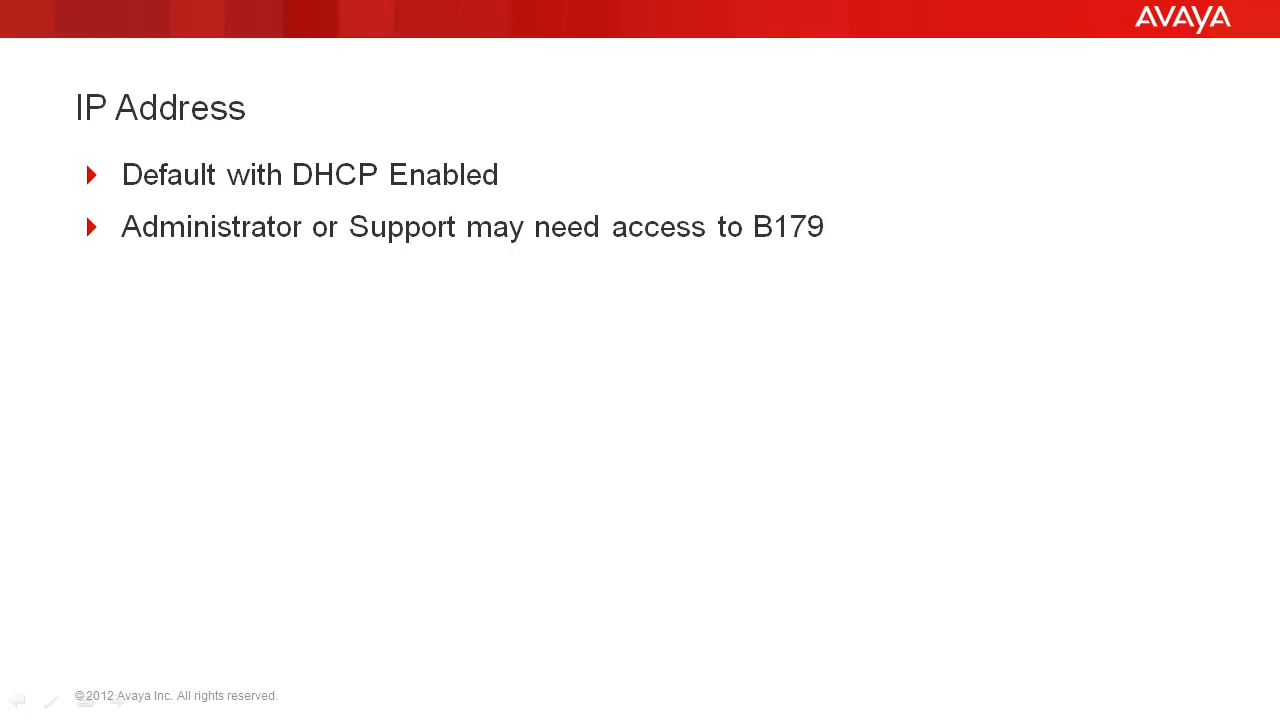 AVAYA
IP Address
Default with DHCP Enabled
Administrator or Support may need access to B179
©2012 Avaya Inc. All rights reserved.